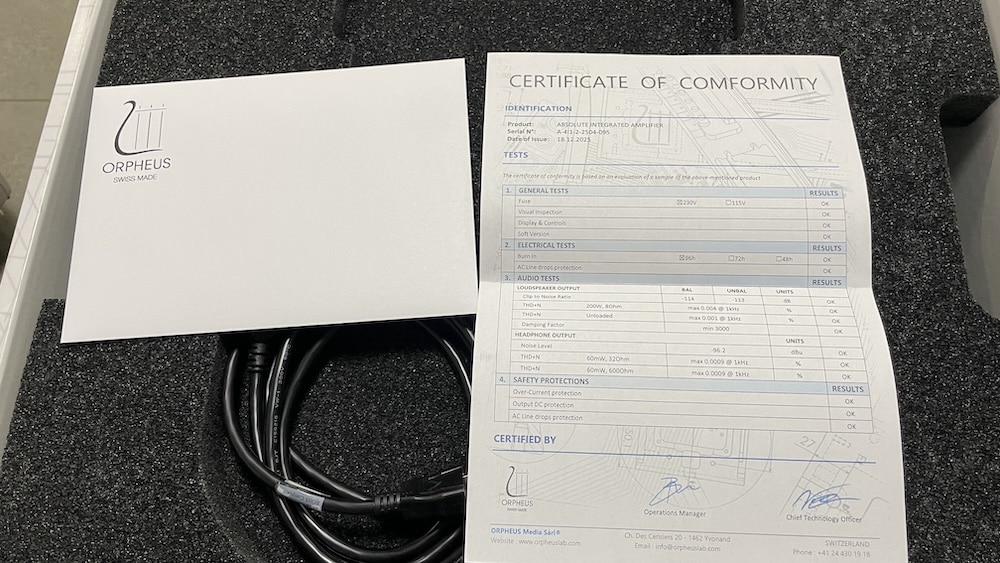 ORPHEUS
SWISS MADE
CERTIFICATE OF COMFORMITY
IDENTIFICATION
Product: ABSOLUTE INTEGRATED AMPLIFIER
Serial N°: A-4|1-2-2504-095
Date of Issue: 18.12.2025
TESTS
The certificate of conformity is based on an evaluation of a sample of the above-mentioned product
1. GENERAL TESTS RESULTS
Fuse ☒230V ☐115V OK
Visual Inspection OK
Display & Controls OK
Soft Version OK
2. ELECTRICAL TESTS RESULTS
Burn In ☒96h ☐72h ☐48h OK
AC Line drops protection OK
3. AUDIO TESTS RESULTS
LOUDSPEAKER OUTPUT BAL UNBAL UNITS
Clip to Noise Ratio -114 -113 dB OK
THD+N 200W, 8Ohm max 0.004 @ 1kHz % OK
THD+N Unloaded max 0.001 @ 1kHz % OK
Damping Factor min 3000 OK
HEADPHONE OUTPUT UNITS
Noise Level -96.2 dBu OK
THD+N 60mW, 32Ohm max 0.0009 @ 1kHz % OK
THD+N 60mW, 600Ohm max 0.0009 @ 1kHz % OK
4. SAFETY PROTECTIONS RESULTS
Over-Current protection OK
Output DC protection OK
AC Line drops protection OK
CERTIFIED BY
ORPHEUS
SWISS MADE
Operations Manager
Chief Technology Officer
ORPHEUS Media Sàrl®
Website : www.orpheuslab.com
Ch. Des Cerisiers 20 - 1462 Yvonand
Email : info@orpheuslab.com
SWITZERLAND
Phone : +41 24 430 19 18